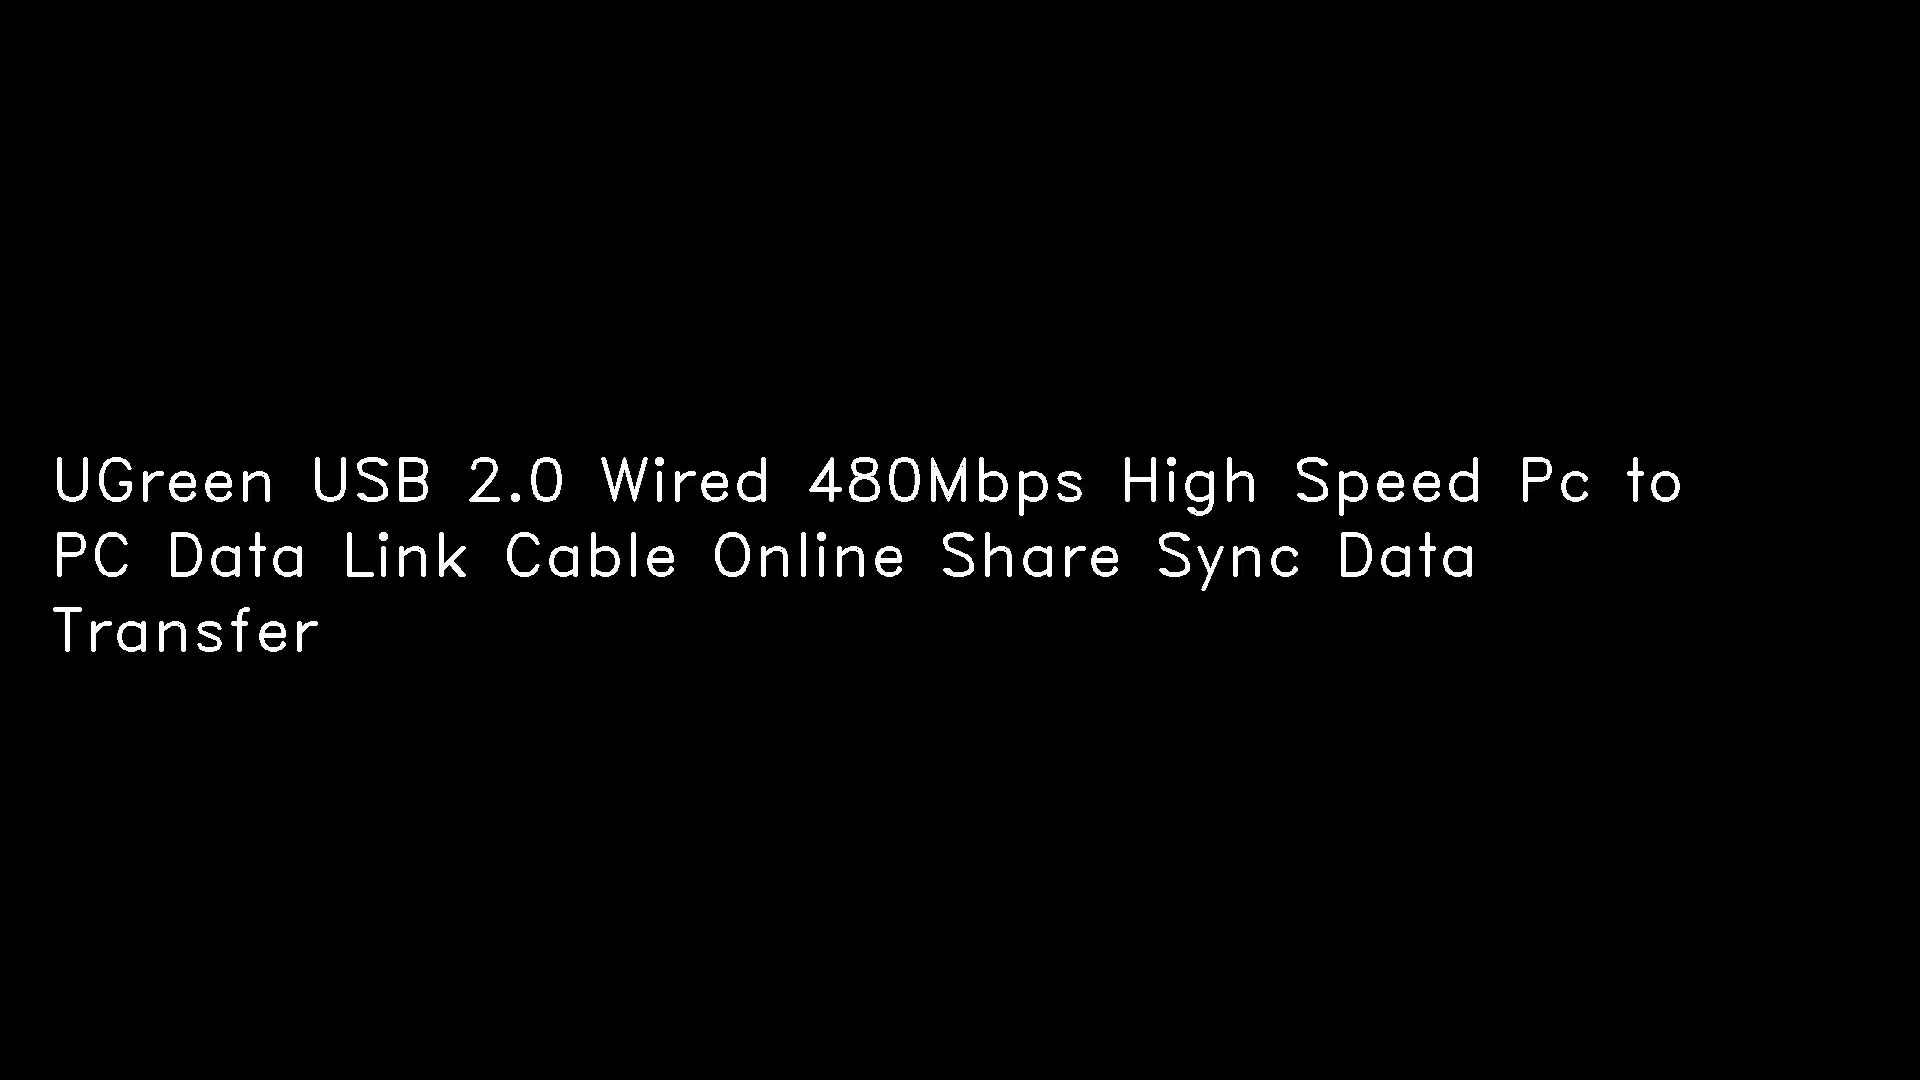 UGreen USB 2.0 Wired 480Mbps High Speed Pc to
PC Data Link Cable Online Share Sync Data
Transfer